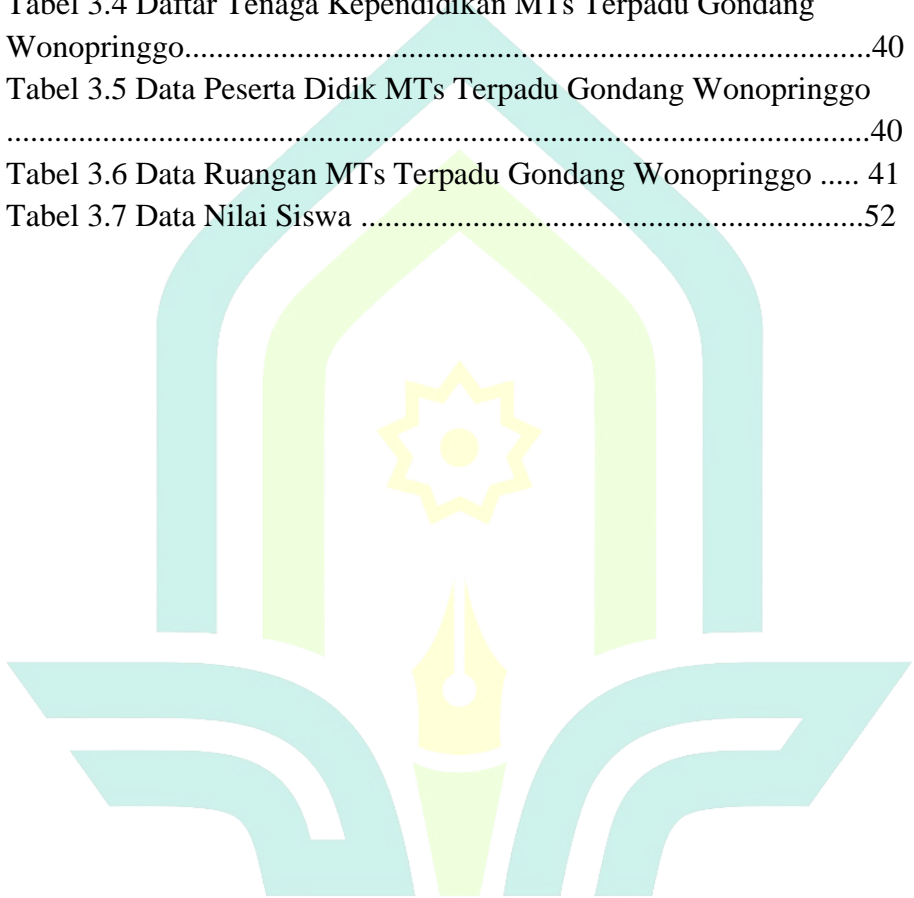 Tabel 3.4 Daftar Tenaga Kependidikan MTs Terpadu Gondang
Wonopringgo......................................................................................40
Tabel 3.5 Data Peserta Didik MTs Terpadu Gondang Wonopringgo
............................................................................................................40
Tabel 3.6 Data Ruangan MTs Terpadu Gondang Wonopringgo ..... 41
Tabel 3.7 Data Nilai Siswa ...............................................................52